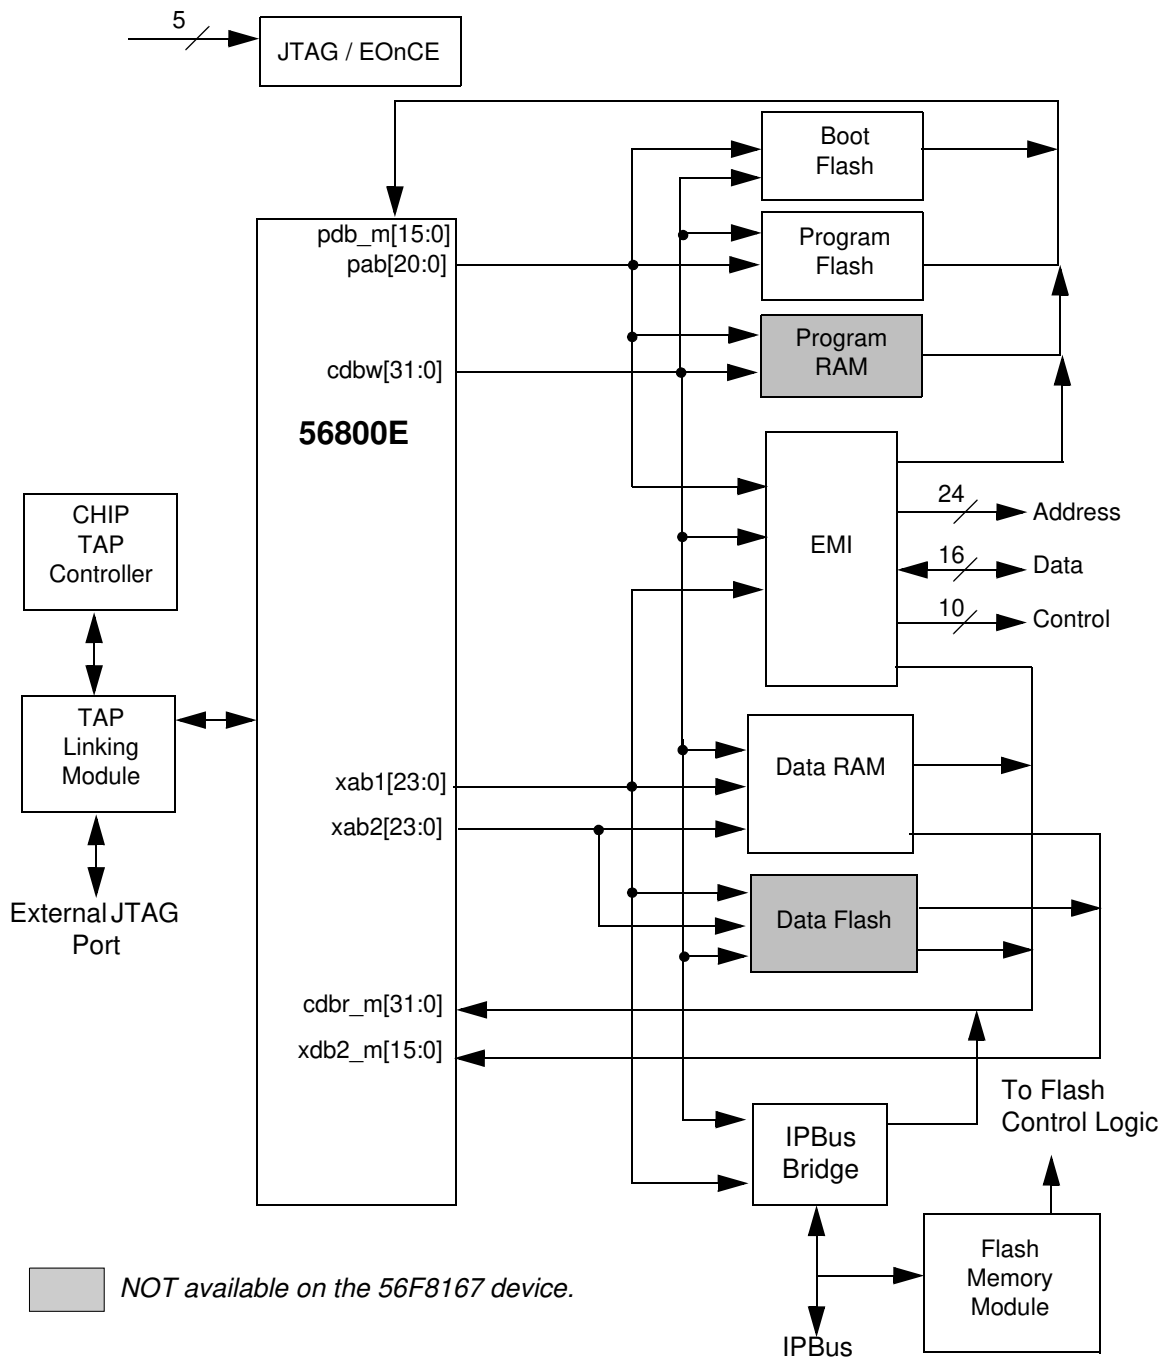 5
JTAG / EOnCE
Boot
Flash
pdb_m[15:0]
pab[20:0]
Program
Flash
cdbw[31:0]
Program
RAM
56800E
CHIP
TAP
Controller
EMI
24
Address
16
Data
10
Control
TAP
Linking
Module
xab1[23:0]
xab2[23:0]
Data RAM
External JTAG
Port
Data Flash
cdbr_m[31:0]
xdb2_m[15:0]
To Flash
Control Logic
IPBus
Bridge
Flash
Memory
Module
NOT available on the 56F8167 device.
IPBus